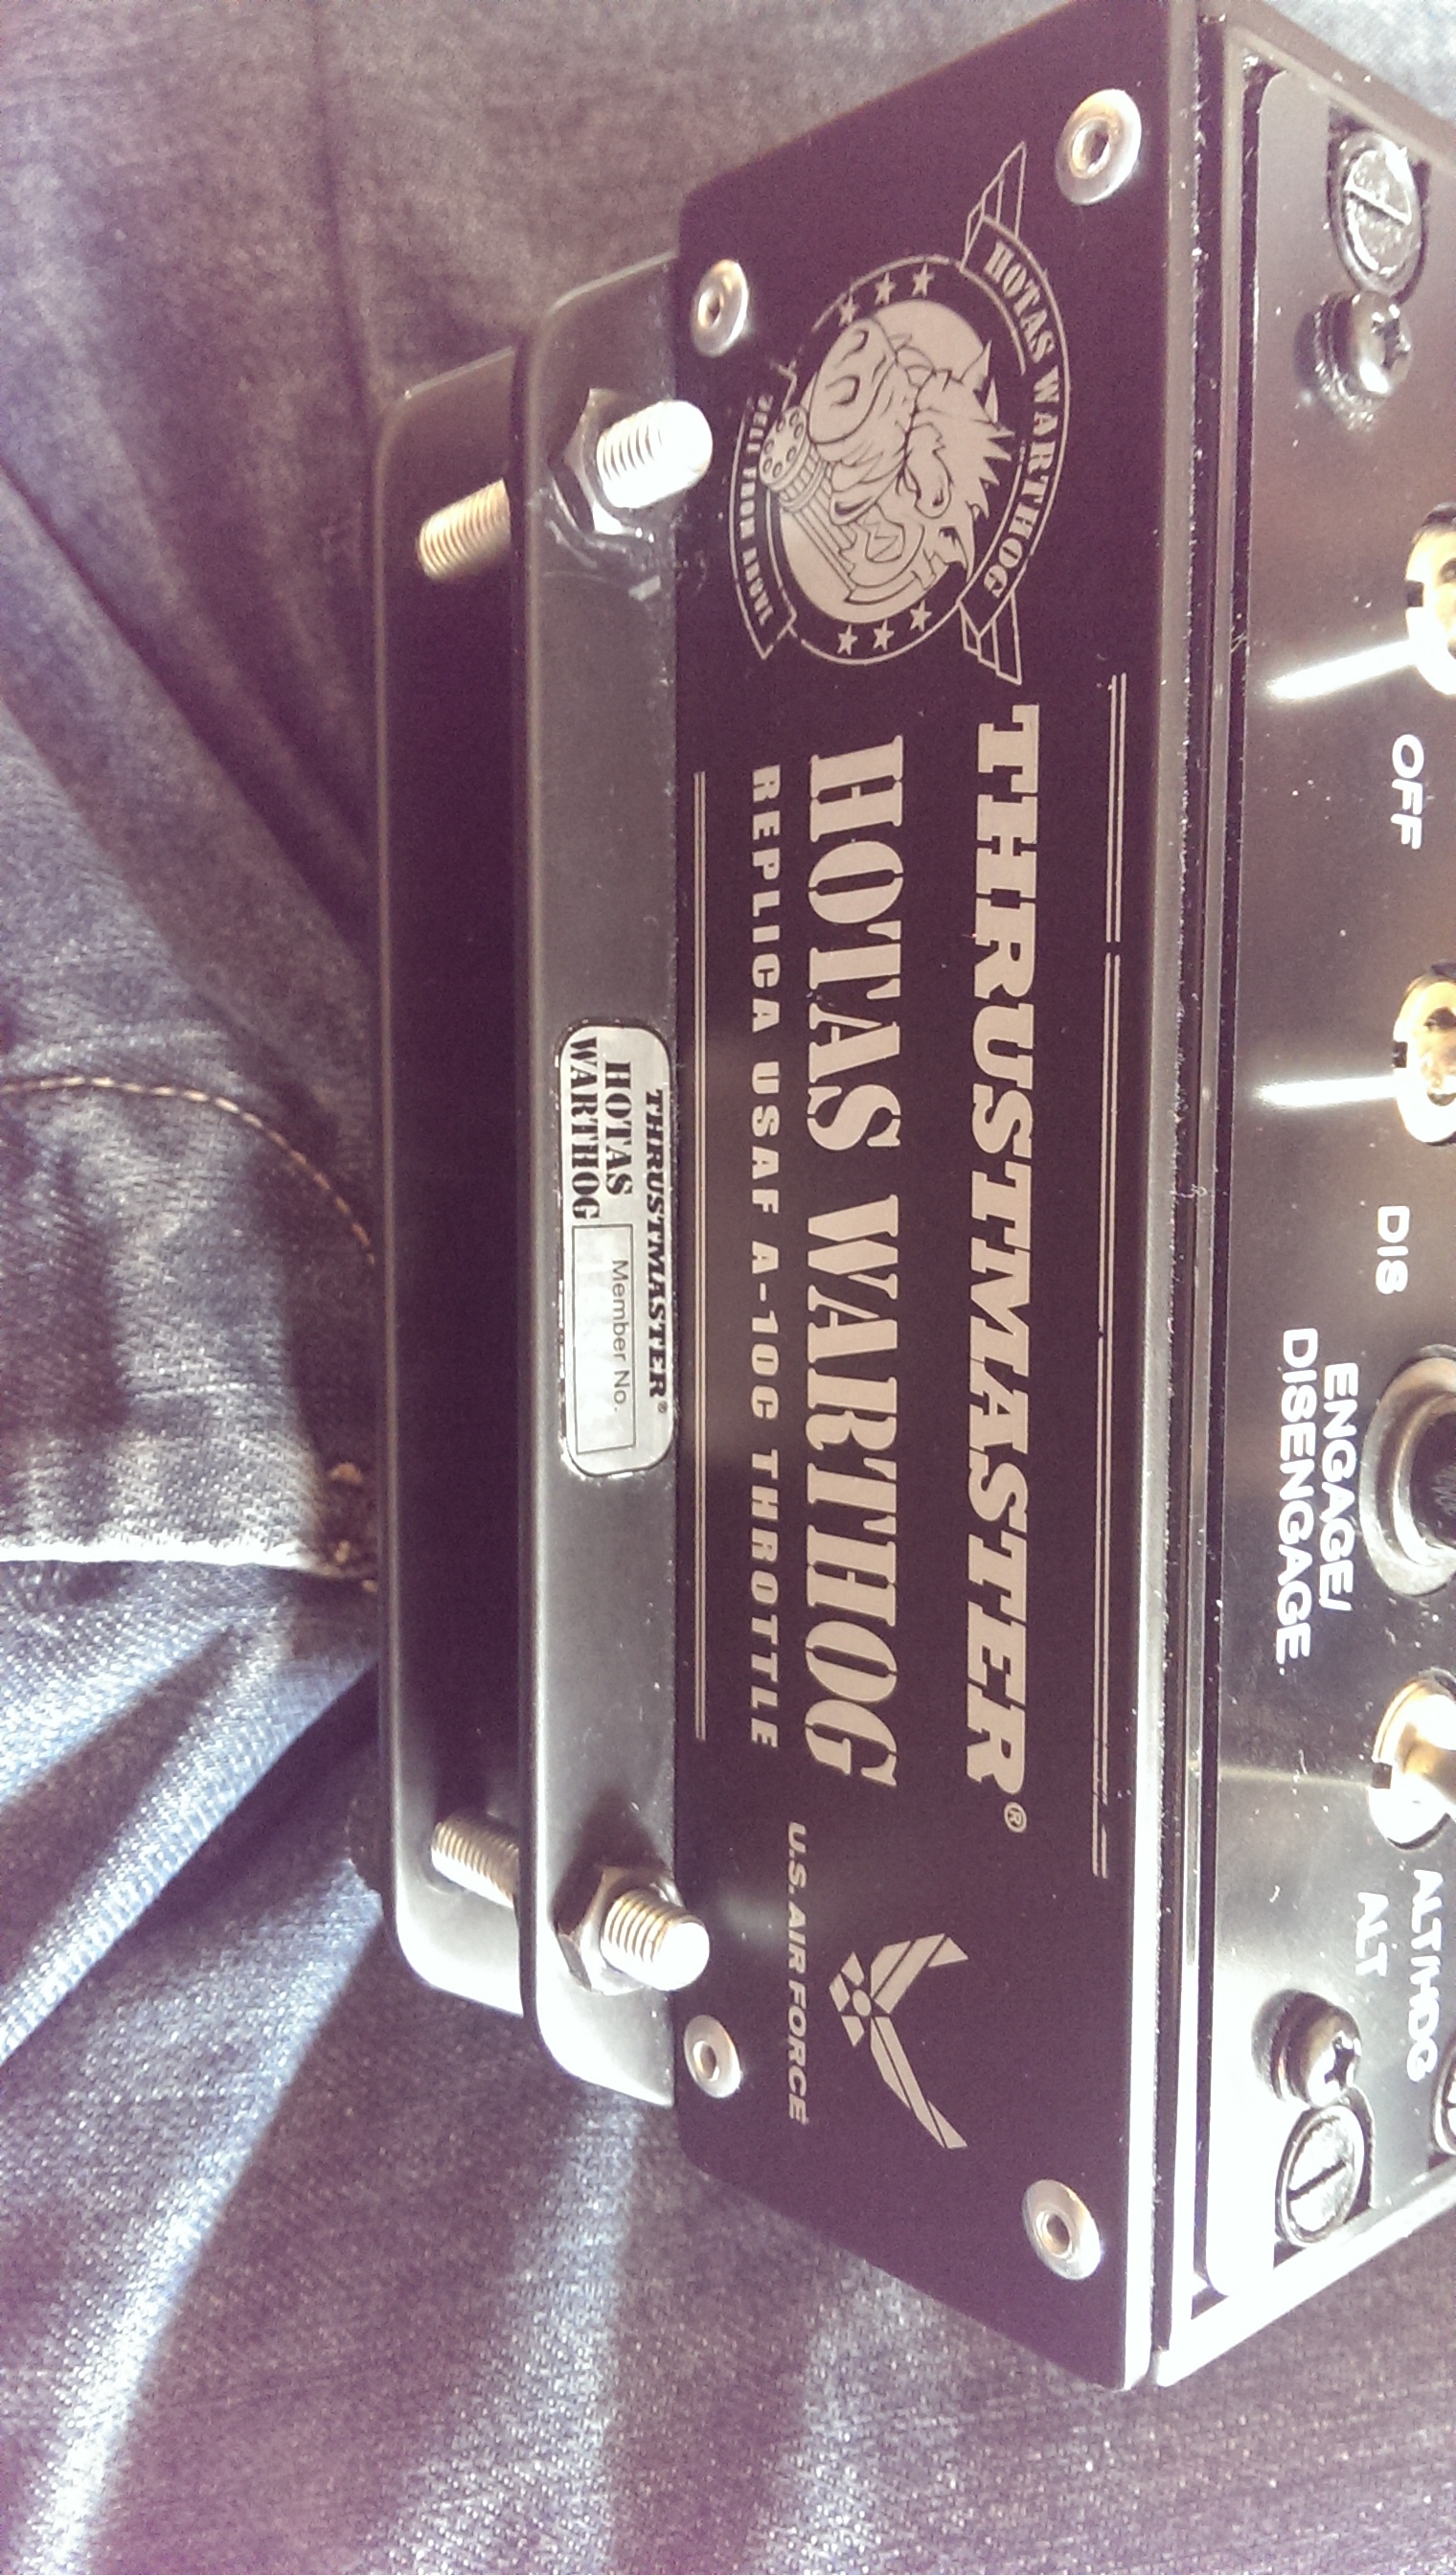 OFF
DIS
ENGAGE/
DISENGAGE
ALT/HDG
ALT
HOTAS WARTHOG
THRUSTMASTER®
HOTAS WARTHOG
REPLICA USAF A-10C THROTTLE
U.S. AIR FORCE
THRUSTMASTER®
HOTAS
WARTHOG
Member No.